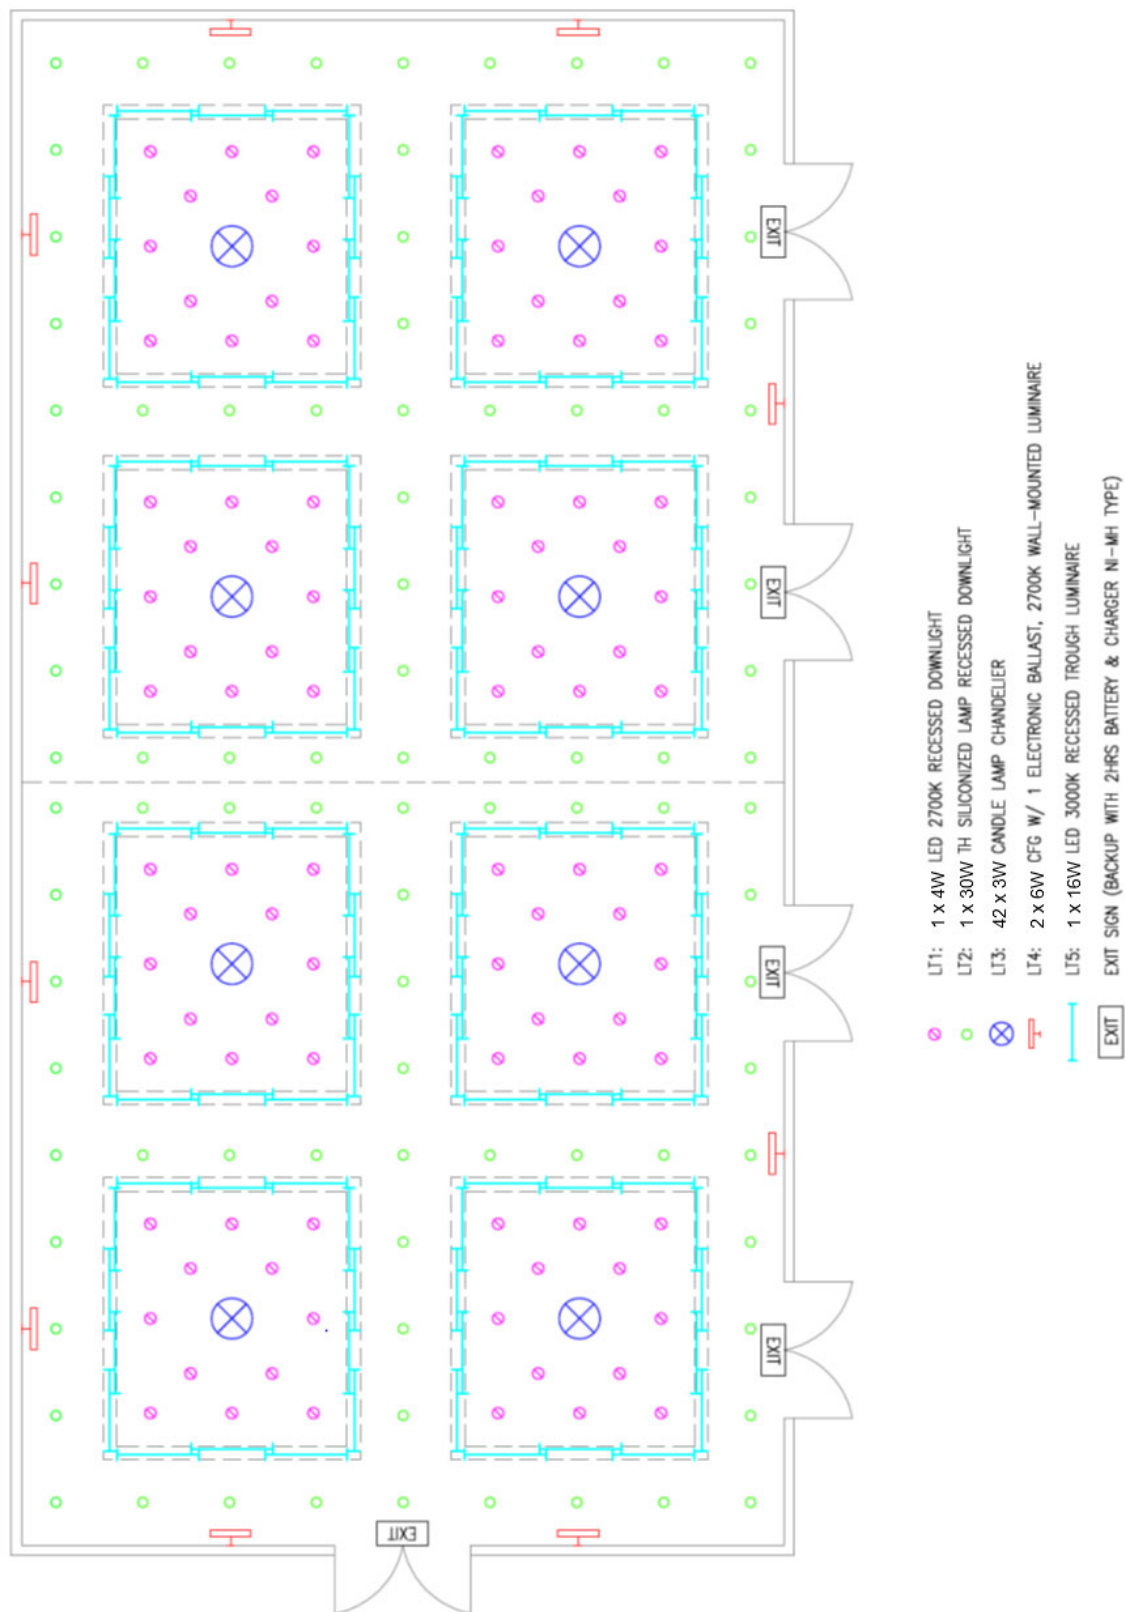 EXIT
EXIT
EXIT
EXIT
EXIT
LT1: 1 x 4W LED 2700K RECESSED DOWNLIGHT
LT2: 1 x 30W TH SILICONIZED LAMP RECESSED DOWNLIGHT
LT3: 42 x 3W CANDLE LAMP CHANDELIER
LT4: 2 x 6W CFG W/ 1 ELECTRONIC BALLAST, 2700K WALL-MOUNTED LUMINAIRE
LT5: 1 x 16W LED 3000K RECESSED TROUGH LUMINAIRE
EXIT EXIT SIGN (BACKUP WITH 2HRS BATTERY & CHARGER NI-MH TYPE)